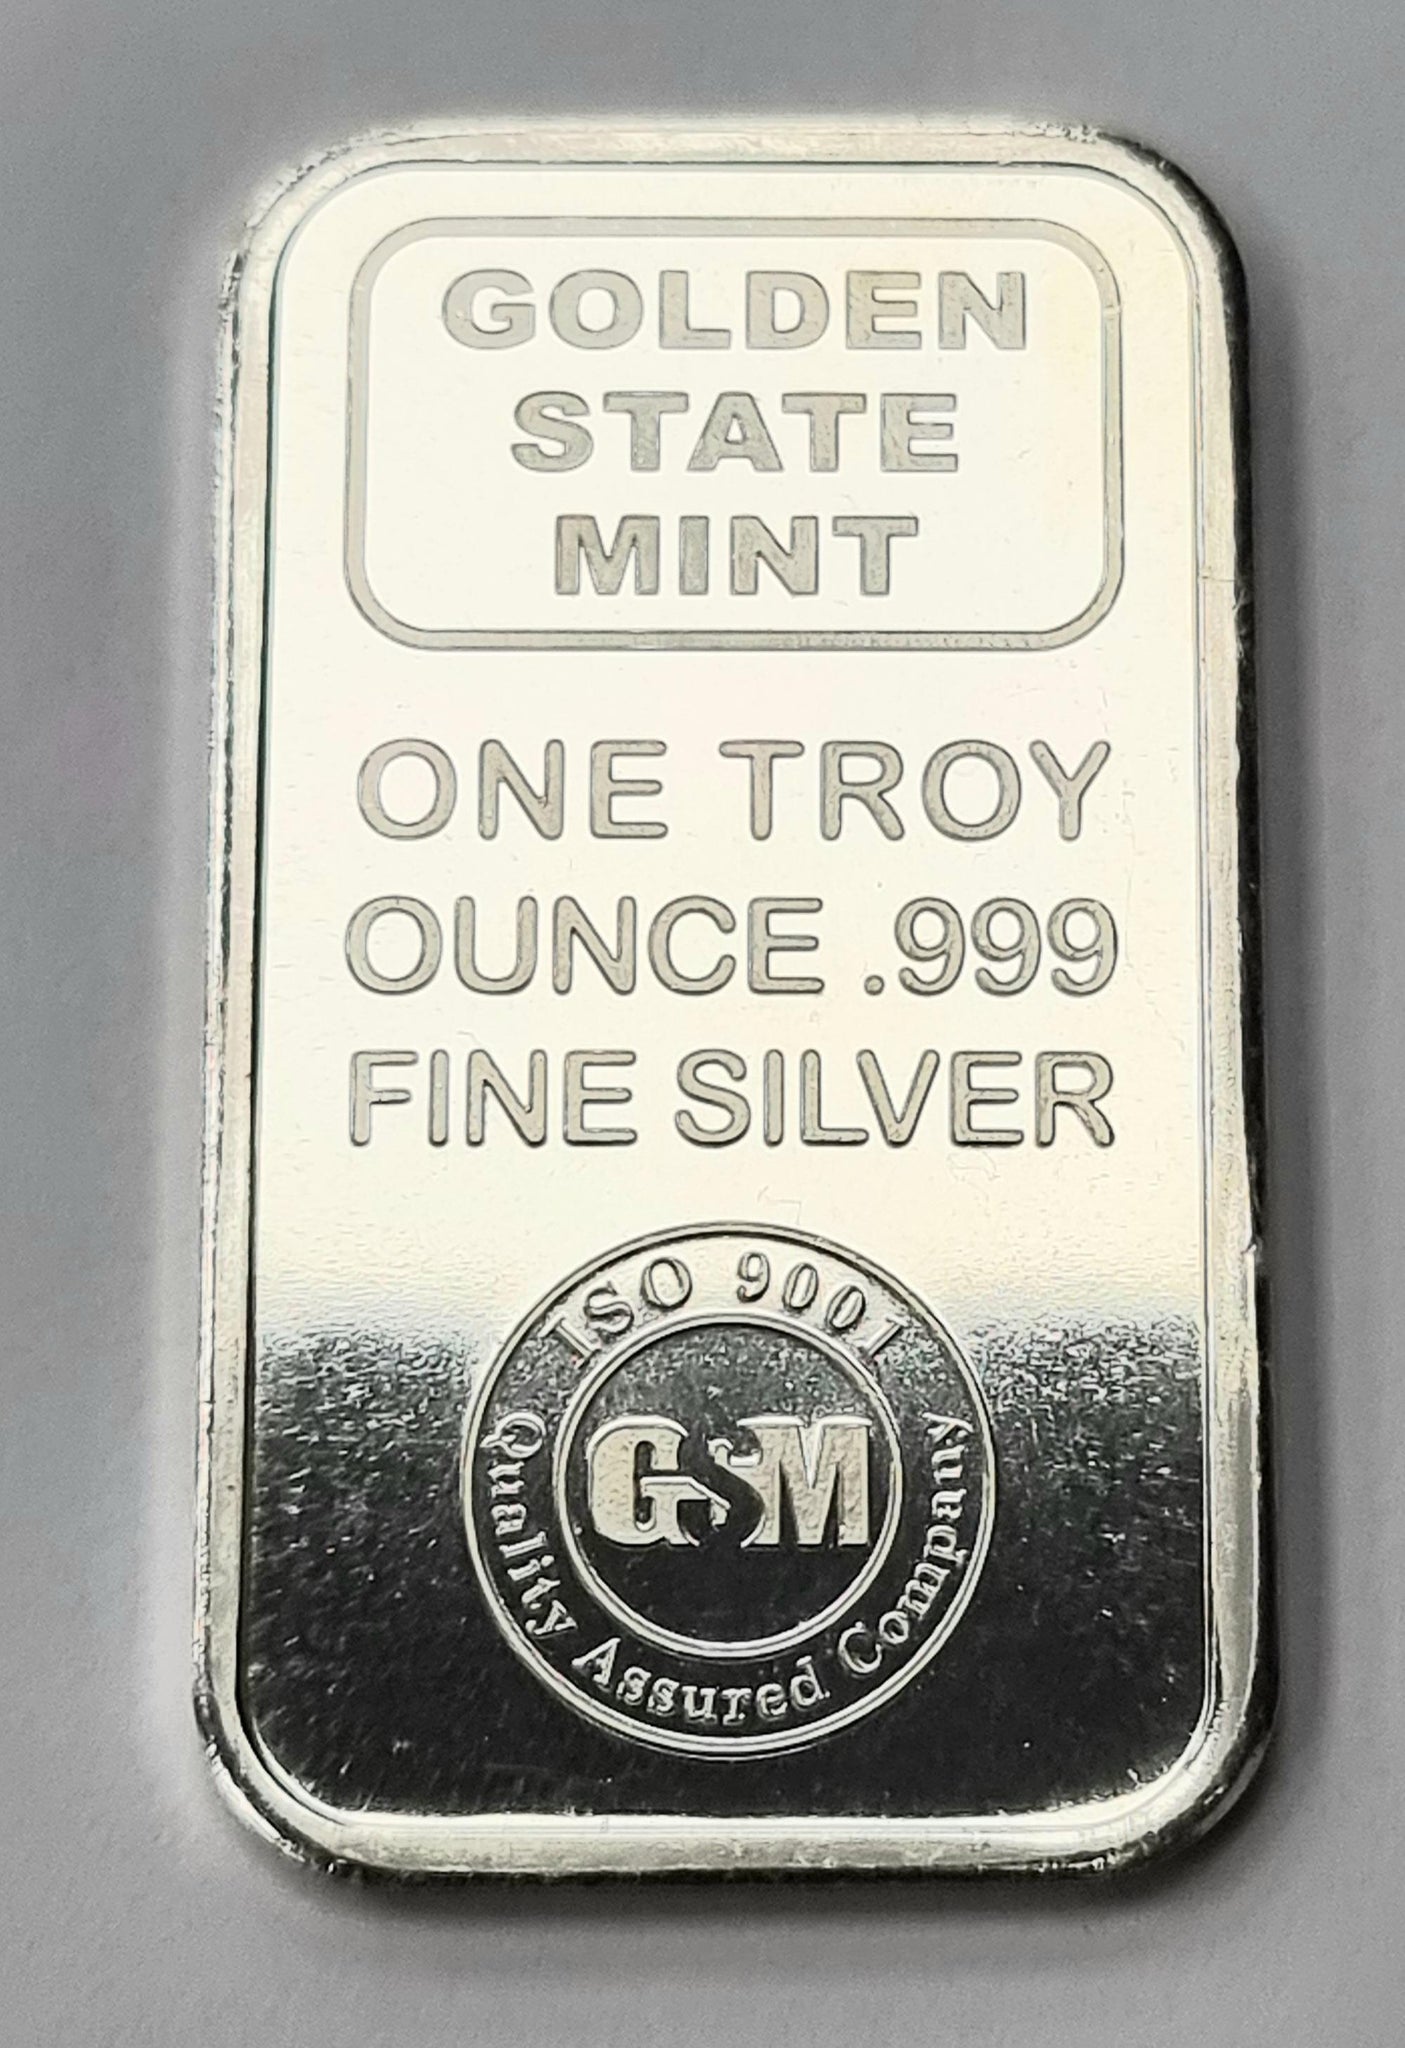 GOLDEN
STATE
MINT
ONE TROY
OUNCE .999
FINE SILVER
ISO 9001
GSM
Quality Assured Company